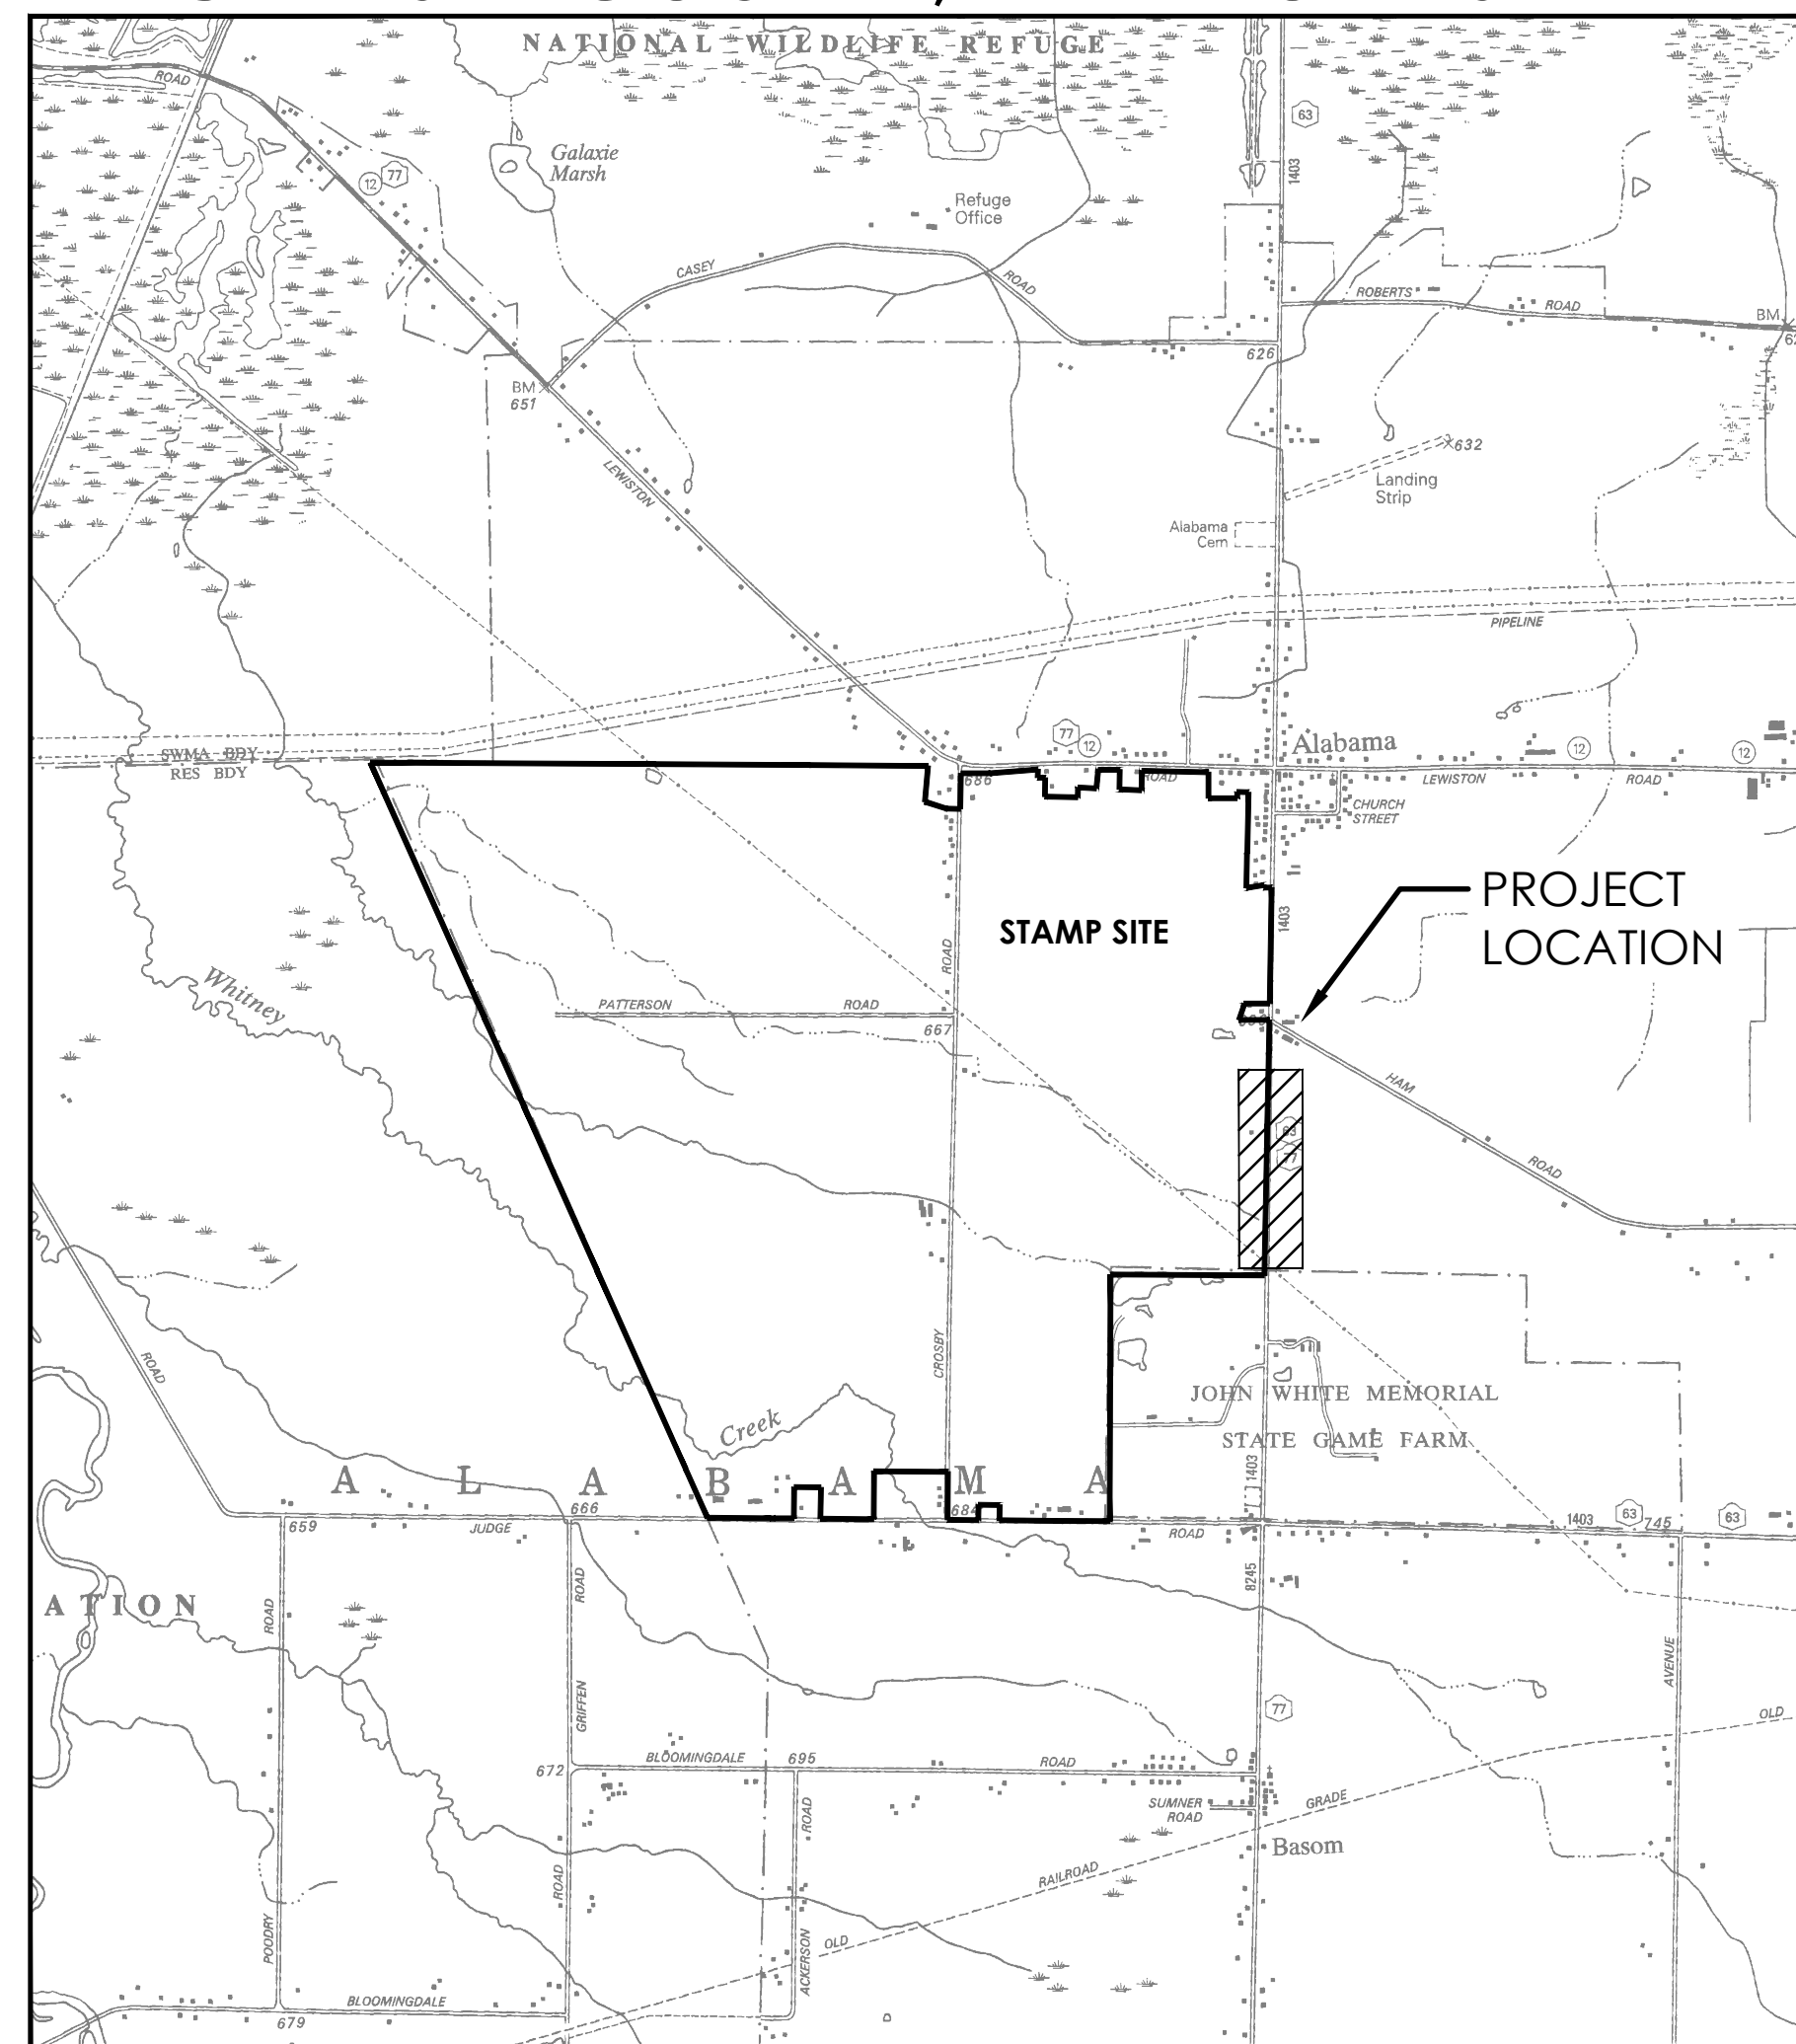 NATIONAL WILDLIFE REFUGE
ROAD
63
1403
Galaxie
Marsh
12
77
Refuge
Office
CASEY
ROAD
ROBERTS
ROAD
BM
626
BM
651
632
LEWISTON
Landing
Strip
Alabama
Cem
PIPELINE
77
12
Alabama
12
12
SWMA BDY
RES BDY
686
ROAD
LEWISTON
ROAD
CHURCH
STREET
PROJECT
LOCATION
1403
STAMP SITE
ROAD
Whitney
PATTERSON
ROAD
667
HAM
63
77
ROAD
CROSBY
ROAD
JOHN WHITE MEMORIAL
STATE GAME FARM
Creek
A L A B A M A
1403
666
684
659
JUDGE
ROAD
1403
63
745
63
8245
ATION
ROAD
ROAD
AVENUE
GRIFFEN
77
OLD
BLOOMINGDALE
695
ROAD
672
SUMNER
ROAD
ROAD
GRADE
Basom
RAILROAD
ROAD
POODRY
OLD
ACKERSON
BLOOMINGDALE
679